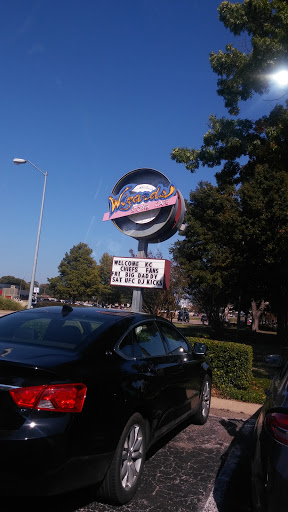 Wizards
WELCOME KC
CHIEFS FANS
FRI BIG DADDY
SAT UFC DJ KICKS